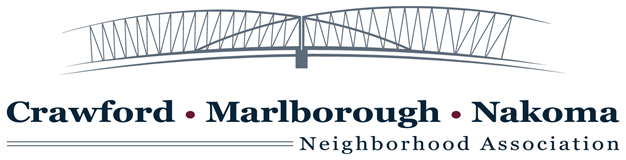 Crawford • Marlborough • Nakoma
Neighborhood Association